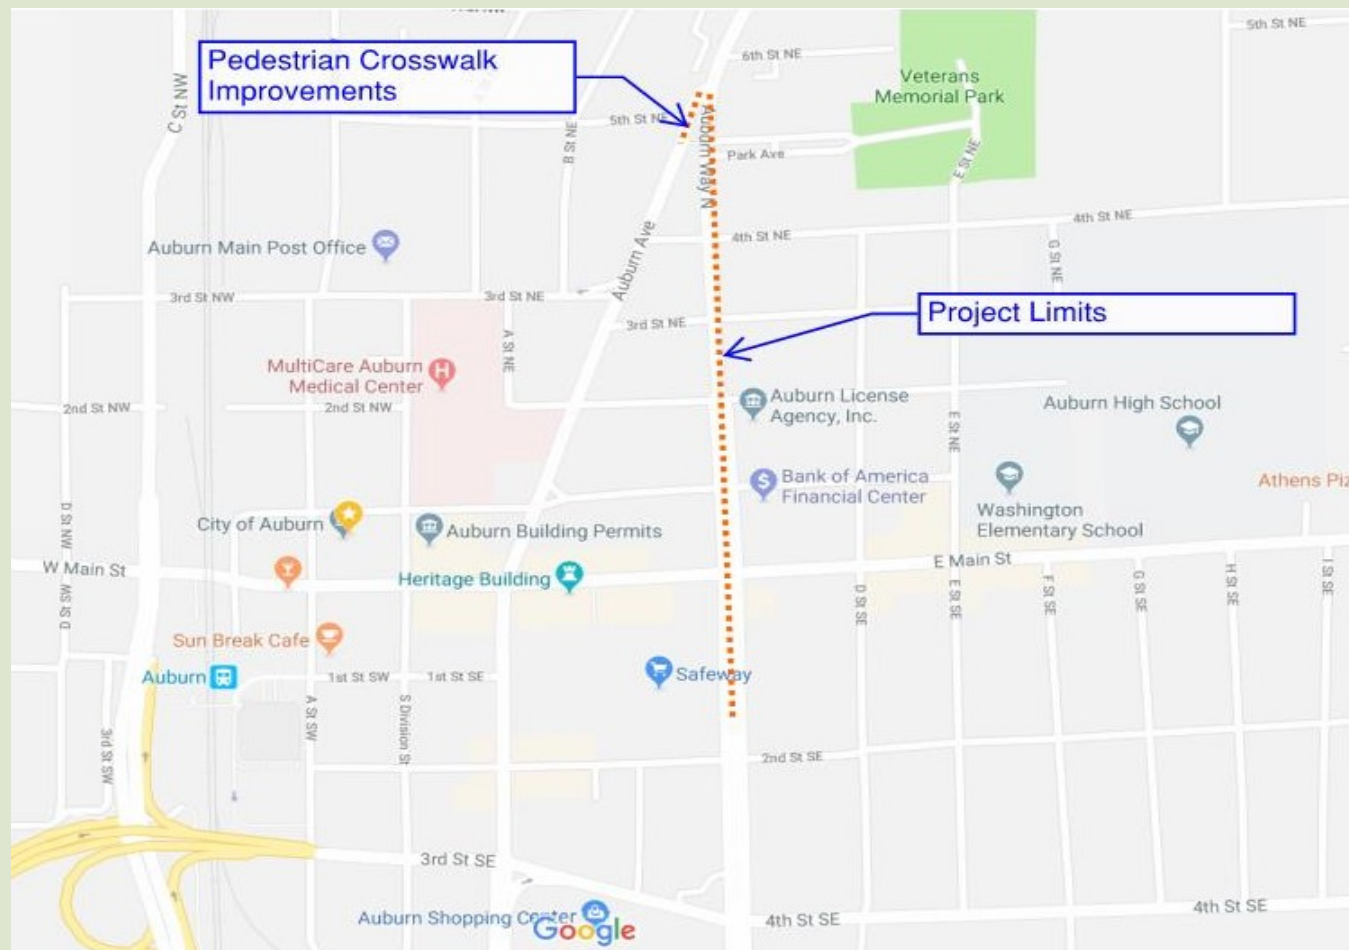 5th St NE
6th St NE
Pedestrian Crosswalk
Improvements
Veterans
Memorial Park
C St NW
5th St NE
Auburn Way N
B St NE
Park Ave
E St NE
4th St NE
4th St NE
G St NE
Auburn Main Post Office
Auburn Ave
3rd St NW
3rd St NE
3rd St NE
Project Limits
A St NE
MultiCare Auburn
Medical Center
H
2nd St NW
2nd St NW
Auburn License
Agency, Inc.
Auburn High School
E St NE
Bank of America
Financial Center
$
Athens Piz
Washington
Elementary School
D St NW
City of Auburn
Auburn Building Permits
W Main St
E Main St
Heritage Building
D St SW
D St SE
E St SE
F St SE
G St SE
H St SE
I St SE
Sun Break Cafe
Auburn
1st St SW
1st St SE
Safeway
A St SW
S Division St
3rd St SW
2nd St SE
3rd St SE
4th St SE
4th St SE
Auburn Shopping Center
Google